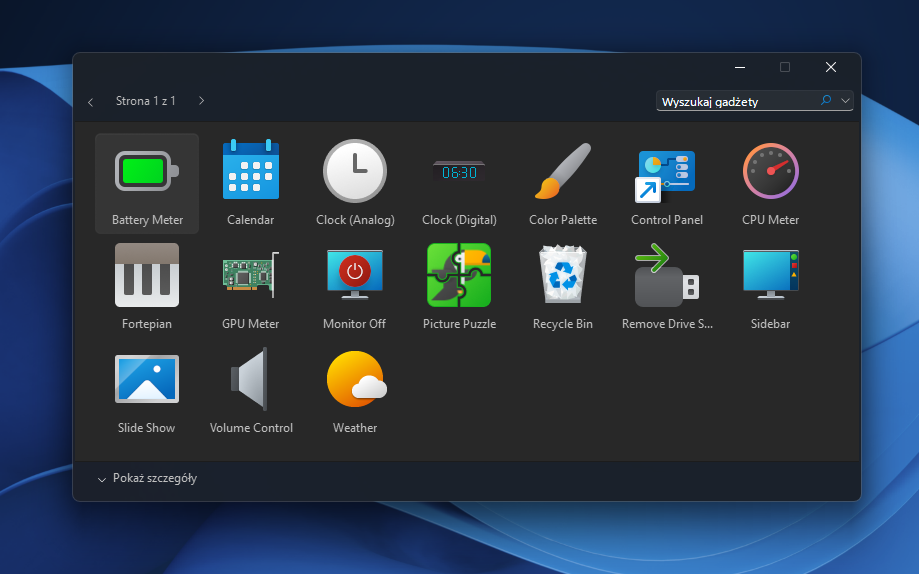 Strona 1 z 1
Wyszukaj gadżety
Battery Meter
Calendar
Clock (Analog)
06:30
Clock (Digital)
Color Palette
Control Panel
CPU Meter
Fortepian
GPU Meter
Monitor Off
Picture Puzzle
Recycle Bin
Remove Drive S...
Sidebar
Slide Show
Volume Control
Weather
Pokaż szczegóły